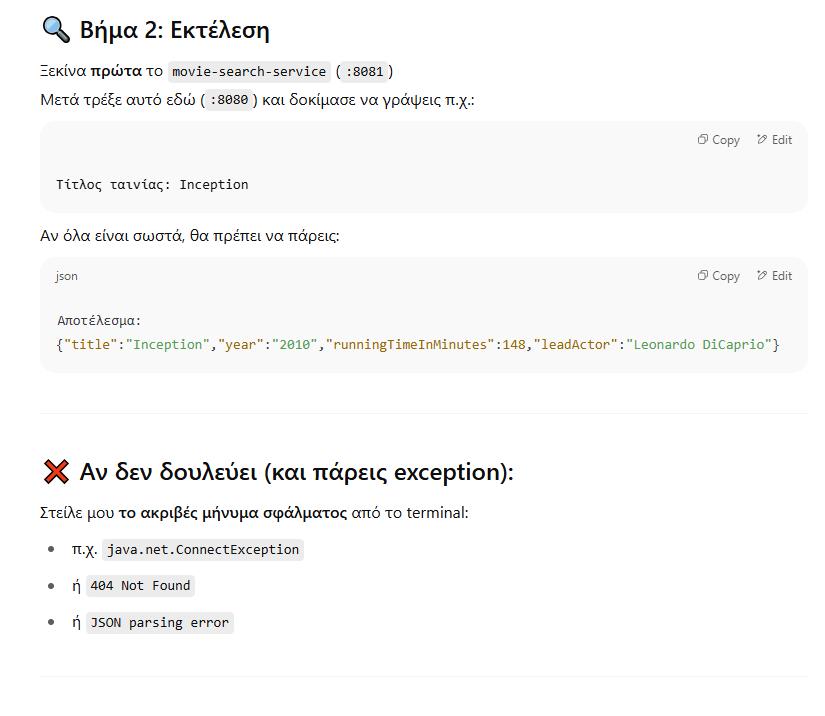 🔍 Βήμα 2: Εκτέλεση
Ξεκίνα πρώτα το movie-search-service ( :8081 )
Μετά τρέξε αυτό εδώ ( :8080 ) και δοκίμασε να γράψεις π.χ.:
Copy Edit
Τίτλος ταινίας: Inception
Αν όλα είναι σωστά, θα πρέπει να πάρεις:
json Copy Edit
Αποτέλεσμα:
{"title":"Inception","year":"2010","runningTimeInMinutes":148,"leadActor":"Leonardo DiCaprio"}
❌ Αν δεν δουλεύει (και πάρεις exception):
Στείλε μου το ακριβές μήνυμα σφάλματος από το terminal:
• π.χ. java.net.ConnectException
• ή 404 Not Found
• ή JSON parsing error